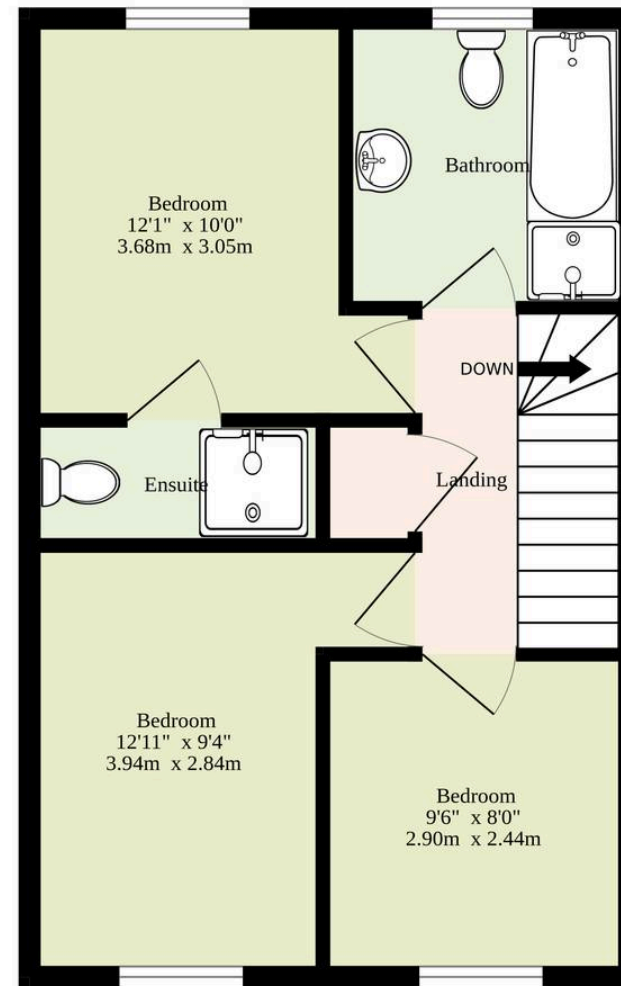 Bedroom
12'1" x 10'0"
3.68m x 3.05m
Bathroom
DOWN
Ensuite
Landing
Bedroom
12'11" x 9'4"
3.94m x 2.84m
Bedroom
9'6" x 8'0"
2.90m x 2.44m